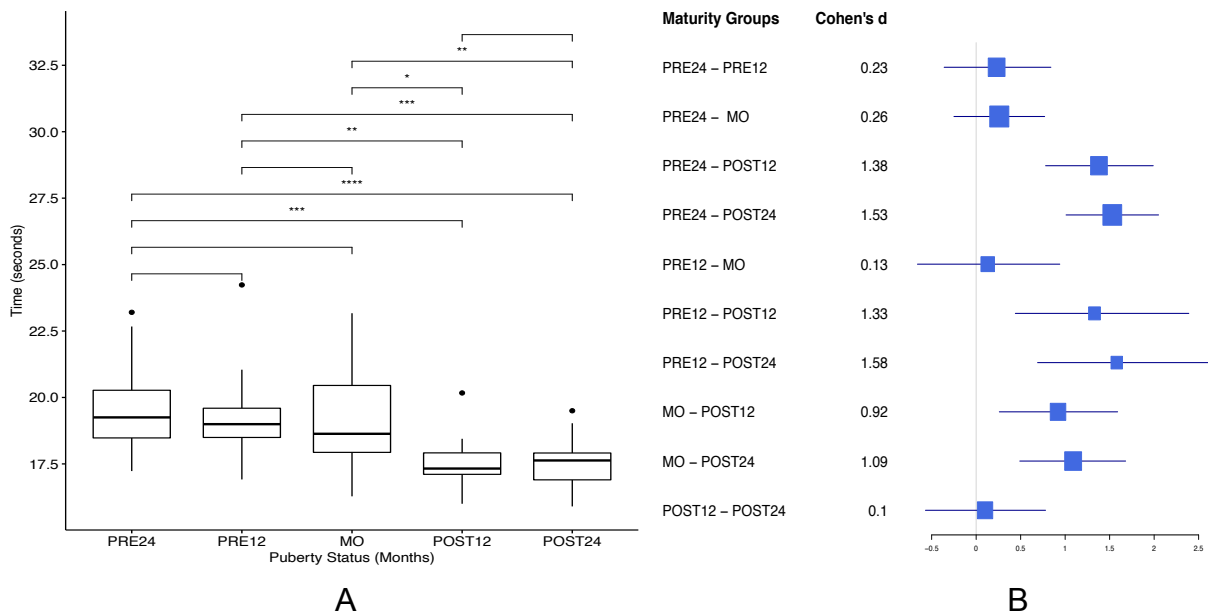 Time (seconds)
32.5
30.0
27.5
25.0
22.5
20.0
17.5
**
*
***
**
****
***
PRE24 PRE12 MO POST12 POST24
Puberty Status (Months)
A
Maturity Groups Cohen's d
PRE24 – PRE12 0.23
PRE24 – MO 0.26
PRE24 – POST12 1.38
PRE24 – POST24 1.53
PRE12 – MO 0.13
PRE12 – POST12 1.33
PRE12 – POST24 1.58
MO – POST12 0.92
MO – POST24 1.09
POST12 – POST24 0.1
−0.5 0 0.5 1 1.5 2 2.5
B